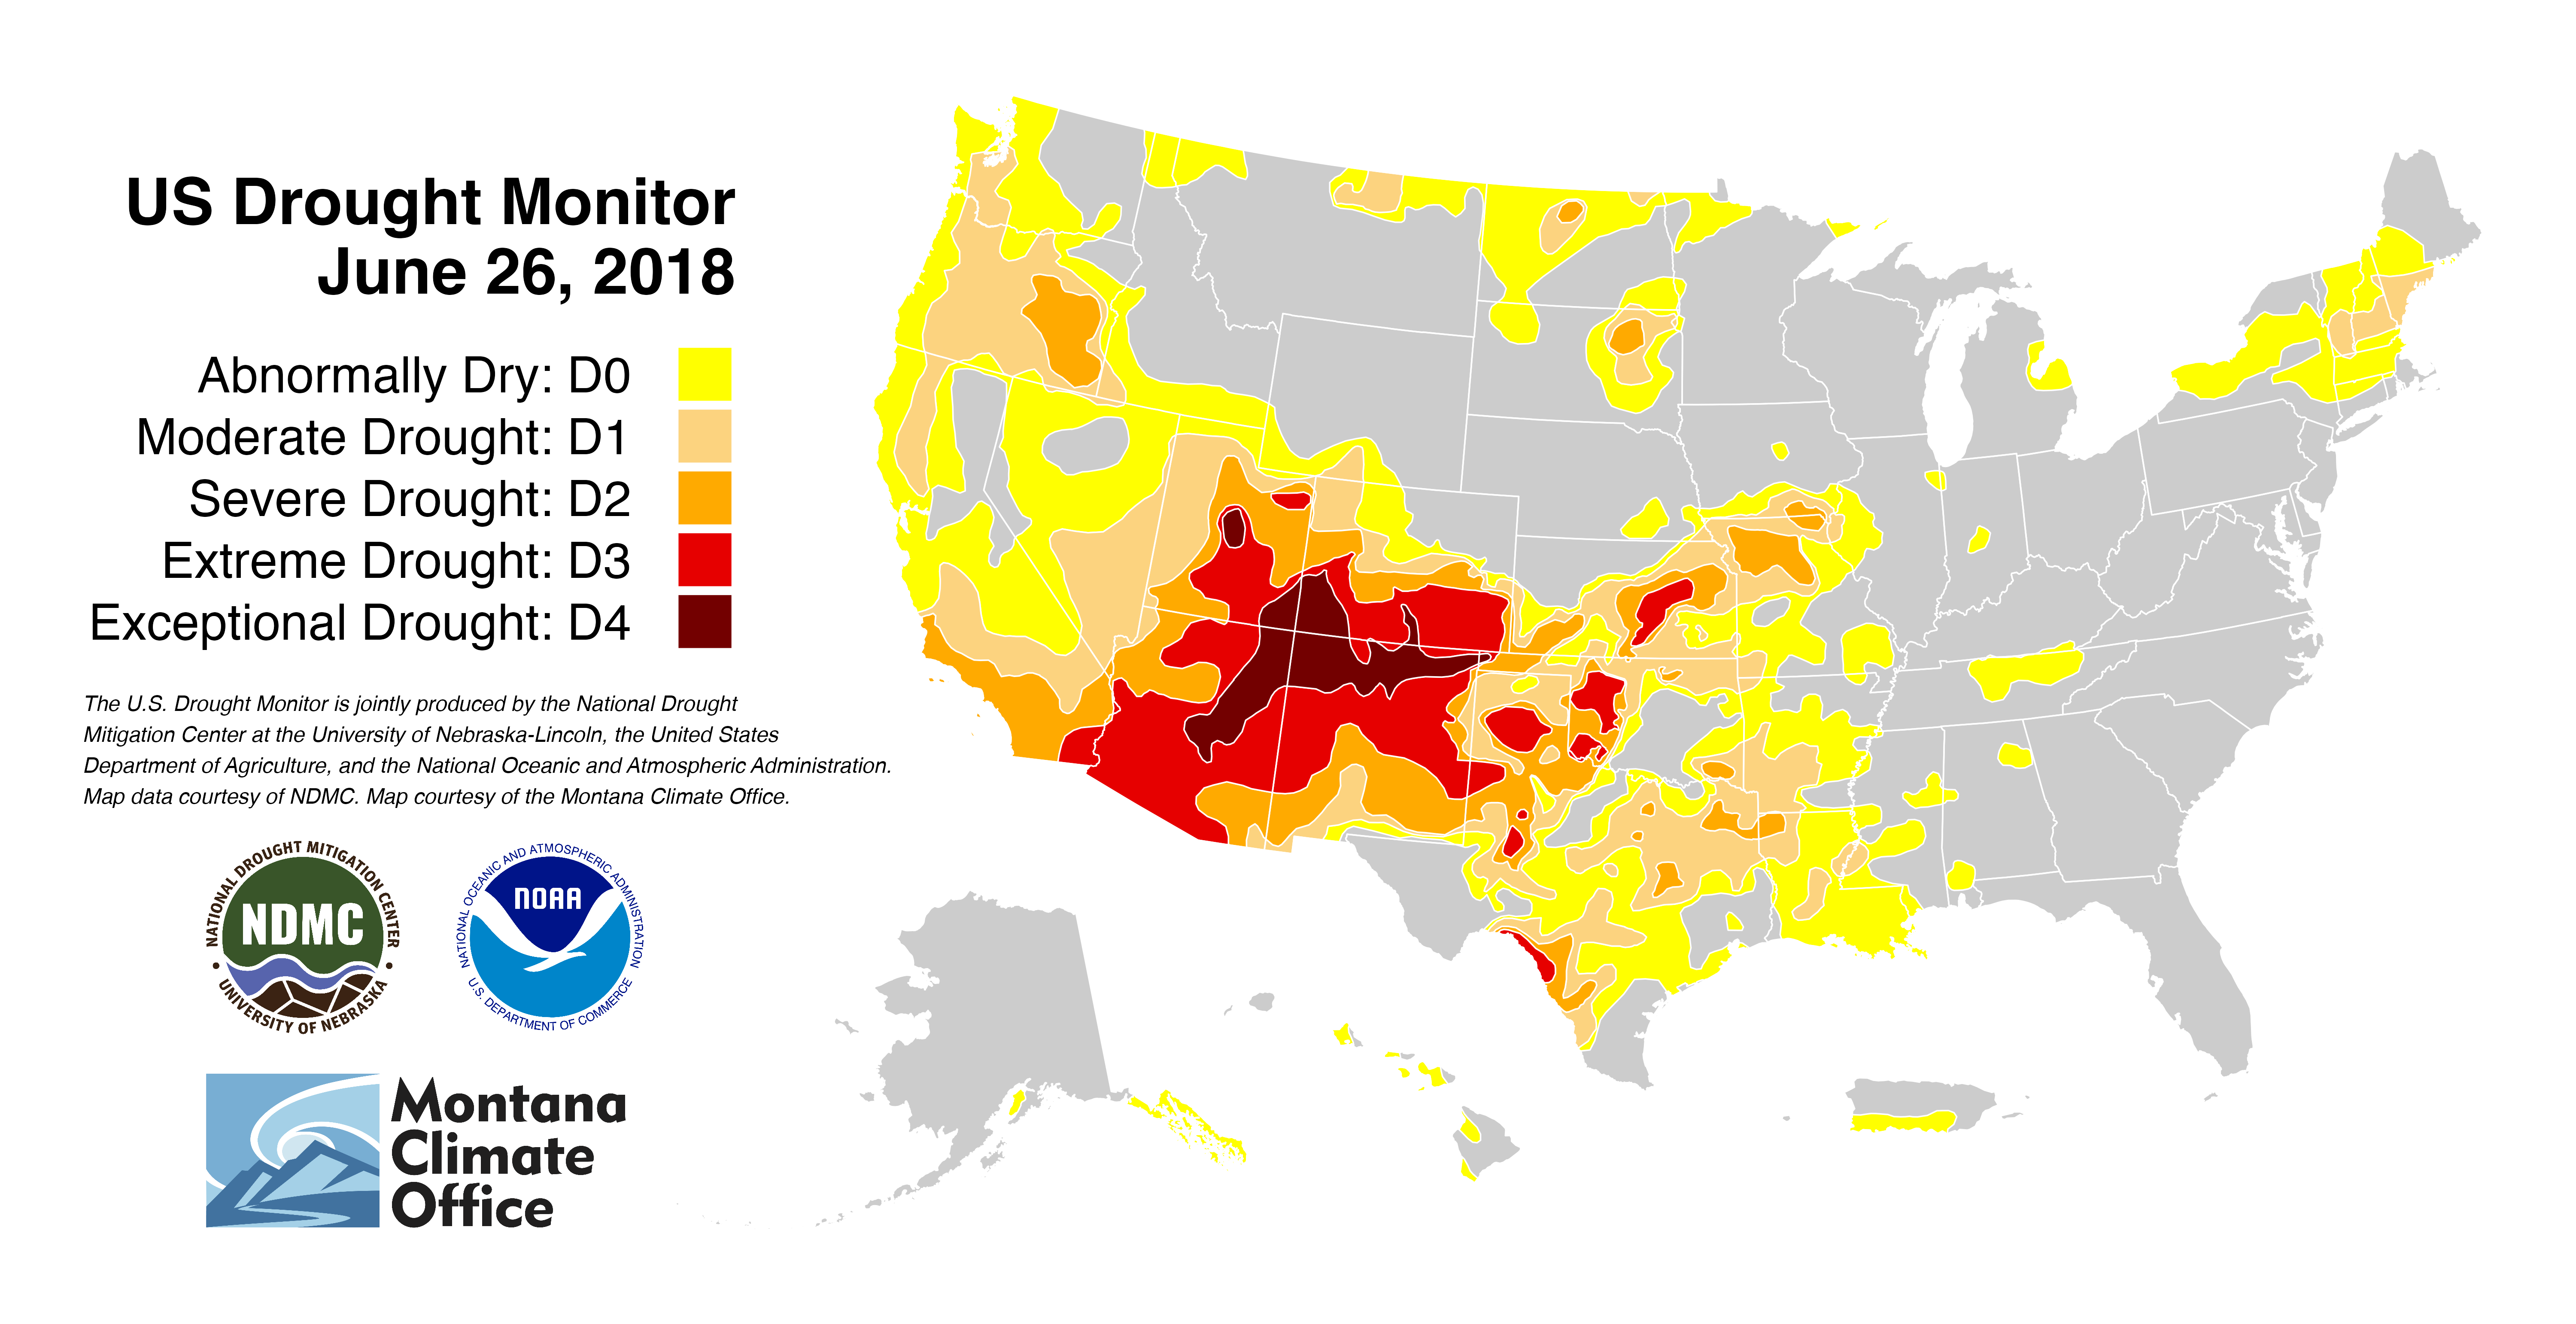 US Drought Monitor
June 26, 2018
Abnormally Dry: D0
Moderate Drought: D1
Severe Drought: D2
Extreme Drought: D3
Exceptional Drought: D4
The U.S. Drought Monitor is jointly produced by the National Drought
Mitigation Center at the University of Nebraska-Lincoln, the United States
Department of Agriculture, and the National Oceanic and Atmospheric Administration.
Map data courtesy of NDMC. Map courtesy of the Montana Climate Office.
NATIONAL DROUGHT MITIGATION CENTER
NDMC
• UNIVERSITY OF NEBRASKA •
NATIONAL OCEANIC AND ATMOSPHERIC ADMINISTRATION
NOAA
U.S. DEPARTMENT OF COMMERCE
Montana
Climate
Office